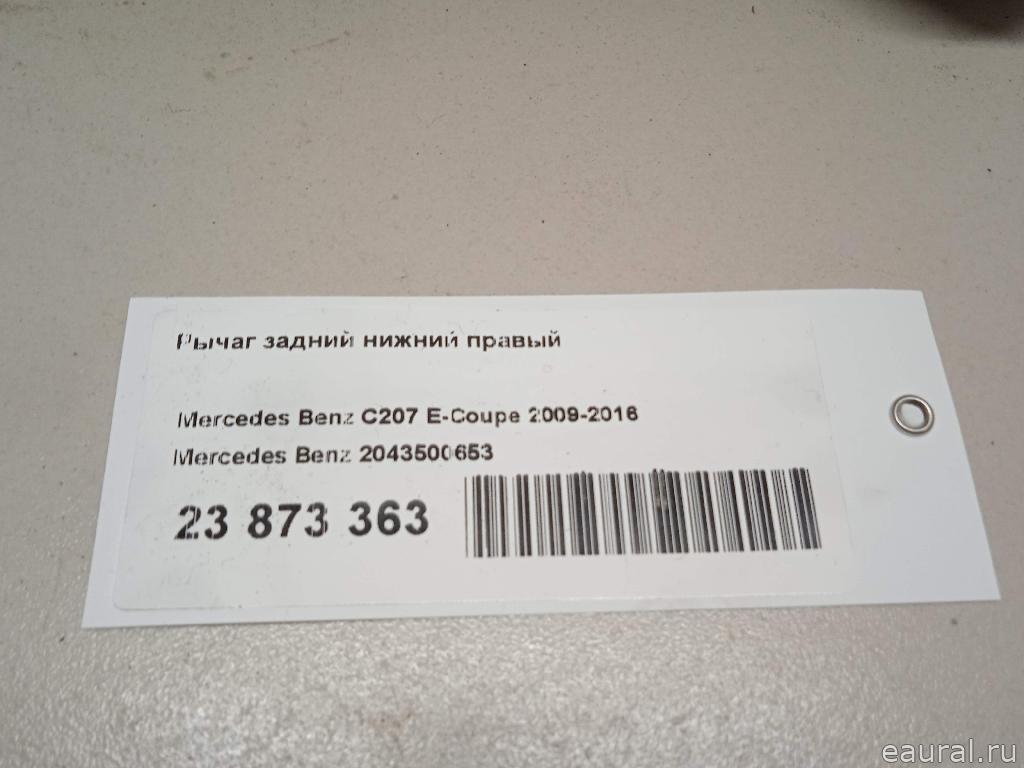 Рычаг задний нижний правый
Mercedes Benz C207 E-Coupe 2009-2016
Mercedes Benz 2043500653
23 873 363
eaural.ru